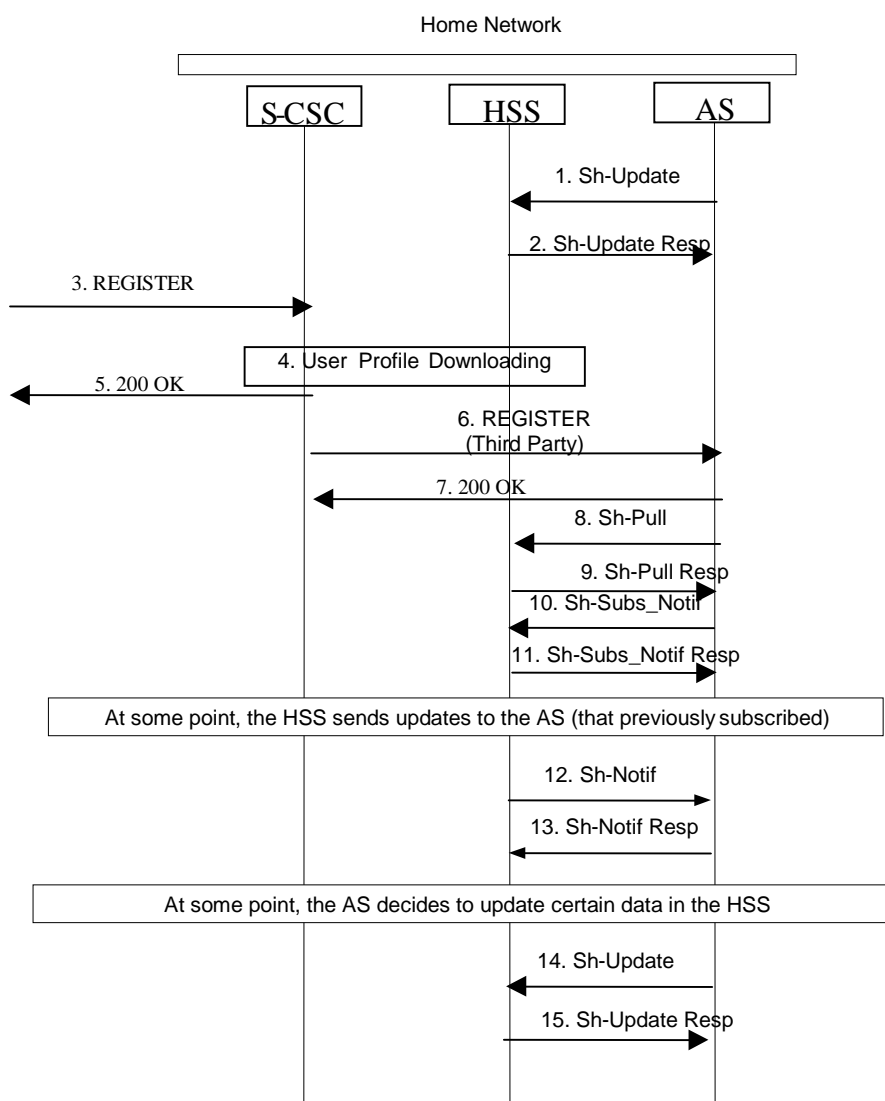 Home Network
S-CSC
HSS
AS
1. Sh-Update
2. Sh-Update Resp
3. REGISTER
4. User Profile Downloading
5. 200 OK
6. REGISTER
(Third Party)
7. 200 OK
8. Sh-Pull
9. Sh-Pull Resp
10. Sh-Subs_Notif
11. Sh-Subs_Notif Resp
At some point, the HSS sends updates to the AS (that previously subscribed)
12. Sh-Notif
13. Sh-Notif Resp
At some point, the AS decides to update certain data in the HSS
14. Sh-Update
15. Sh-Update Resp